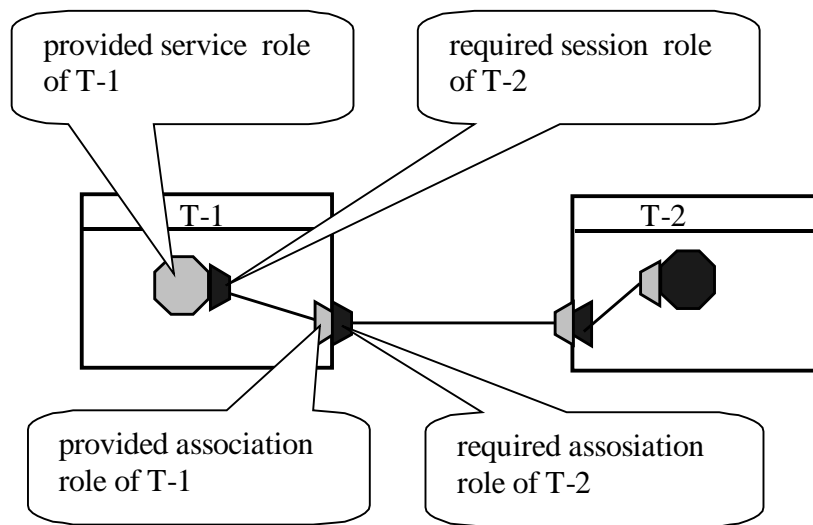 provided service role
of T-1
required session role
of T-2
T-1
T-2
provided association
role of T-1
required assosiation
role of T-2